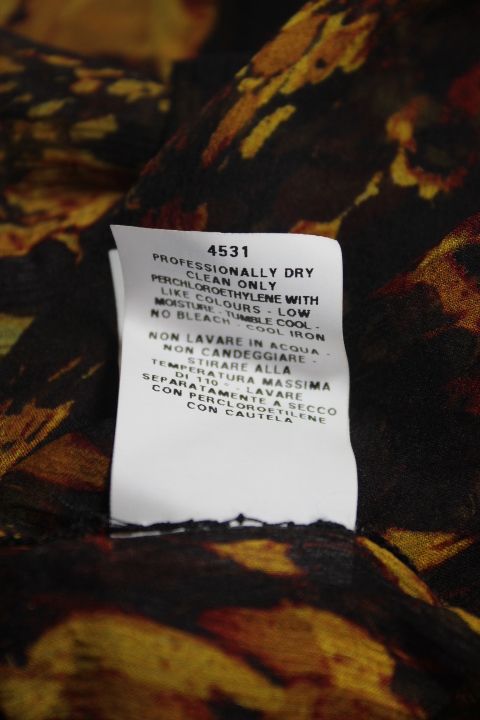 4531
PROFESSIONALLY DRY
CLEAN ONLY
PERCHLOROETHYLENE WITH
LIKE COLOURS - LOW
MOISTURE - TUMBLE COOL -
NO BLEACH - COOL IRON
NON LAVARE IN ACQUA -
NON CANDEGGIARE -
STIRARE ALLA
TEMPERATURA MASSIMA
DI 110 ° - LAVARE
SEPARATAMENTE A SECCO
CON PERCLOROETILENE
CON CAUTELA